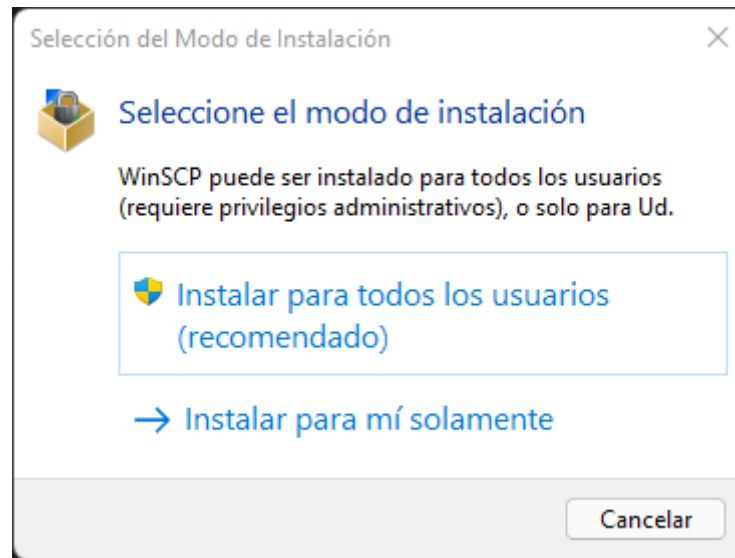 Selección del Modo de Instalación
Seleccione el modo de instalación
WinSCP puede ser instalado para todos los usuarios
(requiere privilegios administrativos), o solo para Ud.
Instalar para todos los usuarios
(recomendado)
Instalar para mí solamente
Cancelar